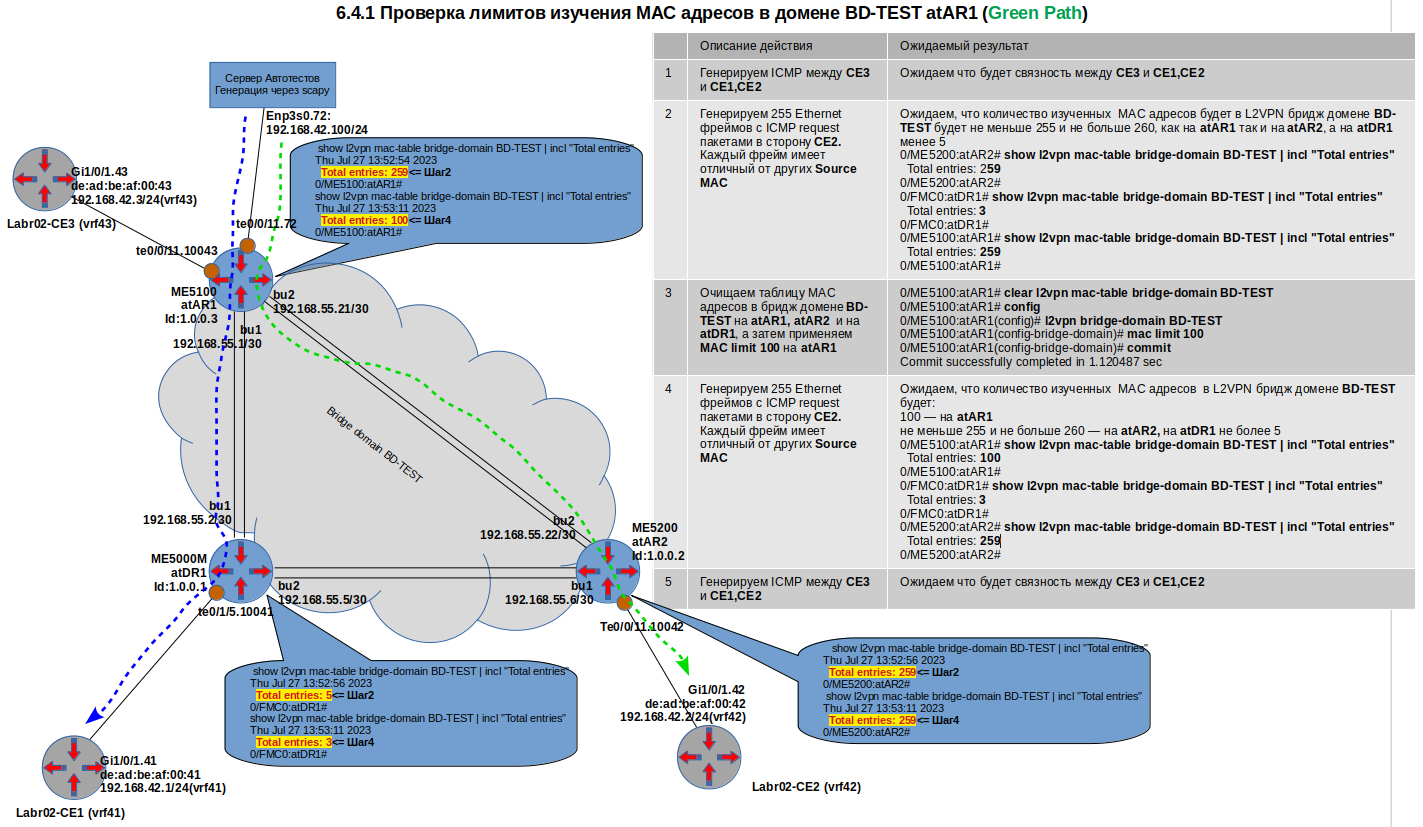 6.4.1 Проверка лимитов изучения MAC адресов в домене BD-TEST atAR1 (Green Path)
Сервер Автотестов
Генерация через scapy
Enp3s0.72:
192.168.42.100/24
show l2vpn mac-table bridge-domain BD-TEST | incl "Total entries"
Thu Jul 27 13:52:54 2023
Total entries: 259<= Шаг2
0/ME5100:atAR1#
show l2vpn mac-table bridge-domain BD-TEST | incl "Total entries"
Thu Jul 27 13:53:11 2023
Total entries: 100<= Шаг4
0/ME5100:atAR1#
Gi1/0/1.43
de:ad:be:af:00:43
192.168.42.3/24(vrf43)
Labr02-CE3 (vrf43)
te0/0/11.72
te0/0/11.10043
ME5100
atAR1
Id:1.0.0.3
bu2
192.168.55.21/30
bu1
192.168.55.1/30
Bridge domain BD-TEST
bu1
192.168.55.2/30
bu2
192.168.55.22/30
ME5200
atAR2
Id:1.0.0.2
ME5000M
atDR1
Id:1.0.0.1
bu2
192.168.55.5/30
bu1
192.168.55.6/30
te0/1/5.10041
Te0/0/11.10042
show l2vpn mac-table bridge-domain BD-TEST | incl "Total entries"
Thu Jul 27 13:52:56 2023
Total entries: 5<= Шаг2
0/FMC0:atDR1#
show l2vpn mac-table bridge-domain BD-TEST | incl "Total entries"
Thu Jul 27 13:53:11 2023
Total entries: 3<= Шаг4
0/FMC0:atDR1#
show l2vpn mac-table bridge-domain BD-TEST | incl "Total entries"
Thu Jul 27 13:52:56 2023
Total entries: 259<= Шаг2
0/ME5200:atAR2#
show l2vpn mac-table bridge-domain BD-TEST | incl "Total entries"
Thu Jul 27 13:53:11 2023
Total entries: 259<= Шаг4
0/ME5200:atAR2#
Gi1/0/1.42
de:ad:be:af:00:42
192.168.42.2/24(vrf42)
Labr02-CE2 (vrf42)
Gi1/0/1.41
de:ad:be:af:00:41
192.168.42.1/24(vrf41)
Labr02-CE1 (vrf41)
Описание действия
Ожидаемый результат
1
Генерируем ICMP между CE3
и CE1,CE2
Ожидаем что будет связность между CE3 и CE1,CE2
2
Генерируем 255 Ethernet
фреймов с ICMP request
пакетами в сторону CE2.
Каждый фрейм имеет
отличный от других Source
MAC
Ожидаем, что количество изученных MAC адресов будет в L2VPN бридж домене BD-
TEST будет не меньше 255 и не больше 260, как на atAR1 так и на atAR2, а на atDR1
менее 5
0/ME5200:atAR2# show l2vpn mac-table bridge-domain BD-TEST | incl "Total entries"
Total entries: 259
0/ME5200:atAR2#
0/FMC0:atDR1# show l2vpn mac-table bridge-domain BD-TEST | incl "Total entries"
Total entries: 3
0/FMC0:atDR1#
0/ME5100:atAR1# show l2vpn mac-table bridge-domain BD-TEST | incl "Total entries"
Total entries: 259
0/ME5100:atAR1#
3
Очищаем таблицу MAC
адресов в бридж домене BD-
TEST на atAR1, atAR2 и на
atDR1, а затем применяем
MAC limit 100 на atAR1
0/ME5100:atAR1# clear l2vpn mac-table bridge-domain BD-TEST
0/ME5100:atAR1# config
0/ME5100:atAR1(config)# l2vpn bridge-domain BD-TEST
0/ME5100:atAR1(config-bridge-domain)# mac limit 100
0/ME5100:atAR1(config-bridge-domain)# commit
Commit successfully completed in 1.120487 sec
4
Генерируем 255 Ethernet
фреймов с ICMP request
пакетами в сторону CE2.
Каждый фрейм имеет
отличный от других Source
MAC
Ожидаем, что количество изученных MAC адресов в L2VPN бридж домене BD-TEST
будет:
100 — на atAR1
не меньше 255 и не больше 260 — на atAR2, на atDR1 не более 5
0/ME5100:atAR1# show l2vpn mac-table bridge-domain BD-TEST | incl "Total entries"
Total entries: 100
0/ME5100:atAR1#
0/FMC0:atDR1# show l2vpn mac-table bridge-domain BD-TEST | incl "Total entries"
Total entries: 3
0/FMC0:atDR1#
0/ME5200:atAR2# show l2vpn mac-table bridge-domain BD-TEST | incl "Total entries"
Total entries: 259
0/ME5200:atAR2#
5
Генерируем ICMP между CE3
и CE1,CE2
Ожидаем что будет связность между CE3 и CE1,CE2